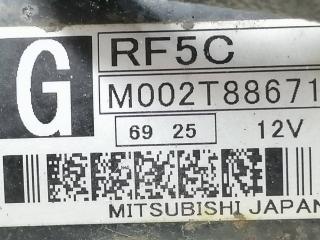 G
RF5C
M002T88671
69 25
12V
MITSUBISHI JAPAN